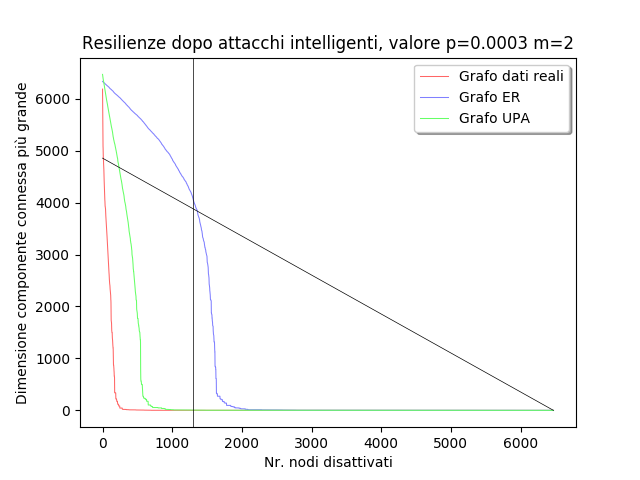 Resilienze dopo attacchi intelligenti, valore p=0.0003 m=2
Grafo dati reali
Grafo ER
Grafo UPA
Dimensione componente connessa più grande
6000
5000
4000
3000
2000
1000
0
0 1000 2000 3000 4000 5000 6000
Nr. nodi disattivati